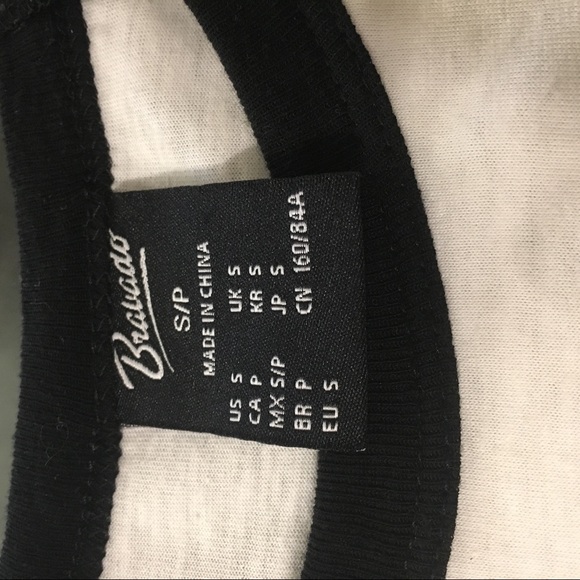 Bravado
S/P
MADE IN CHINA
US S UK S
CA P KR S
MX S/P JP S
BR P CN 160/84A
EU S